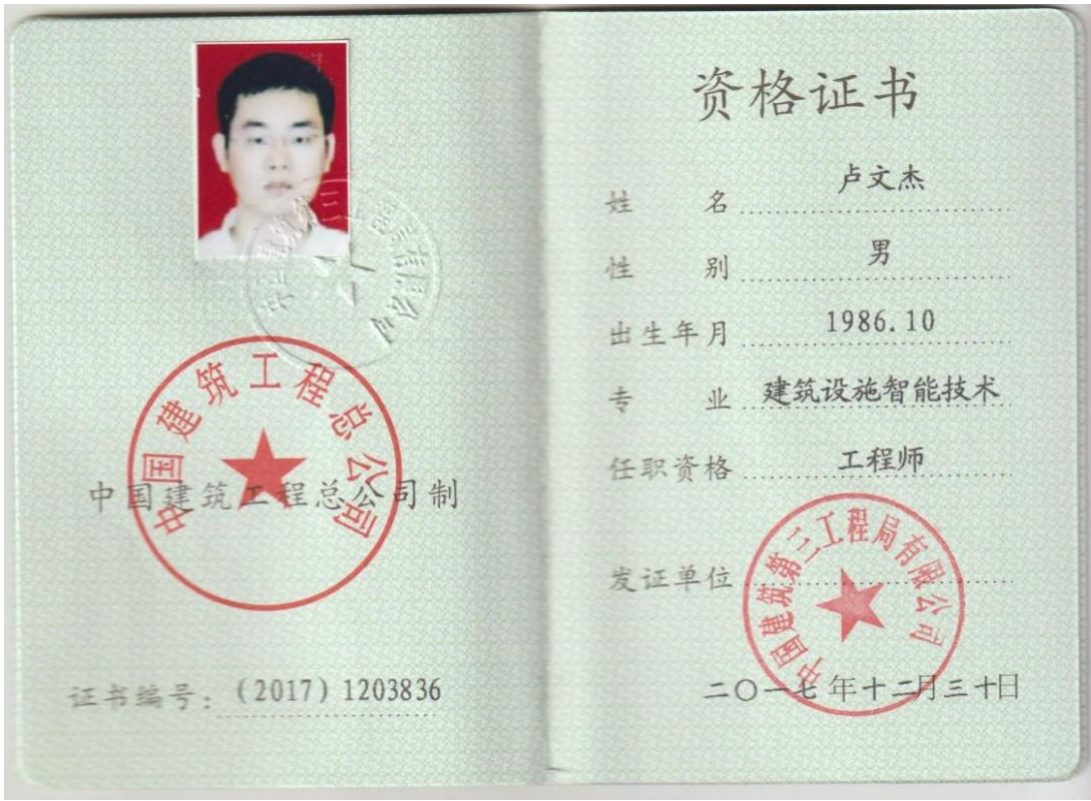 中国建筑工程总公司
中国建筑工程总公司制
证书编号：(2017) 1203836
资格证书
姓名 卢文杰
性别 男
出生年月 1986.10
专业 建筑设施智能技术
任职资格 工程师
发证单位
中国建筑第三工程局有限公司
二〇一七年十二月三十日